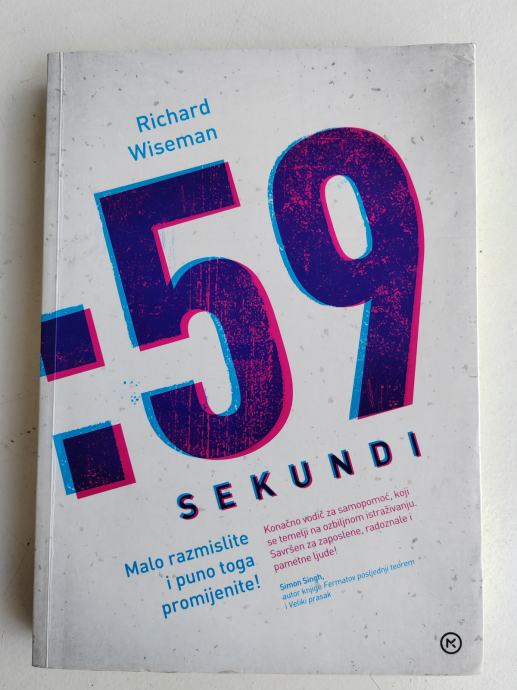 Richard
Wiseman
:59
SEKUNDI
Malo razmislite
i puno toga
promijenite!
Konačno vodič za samopomoć, koji
se temelji na ozbiljnom istraživanju.
Savršen za zaposlene, radoznale i
pametne ljude!
Simon Singh,
autor knjige Fermatov posljednji teorem
i Veliki prasak
M